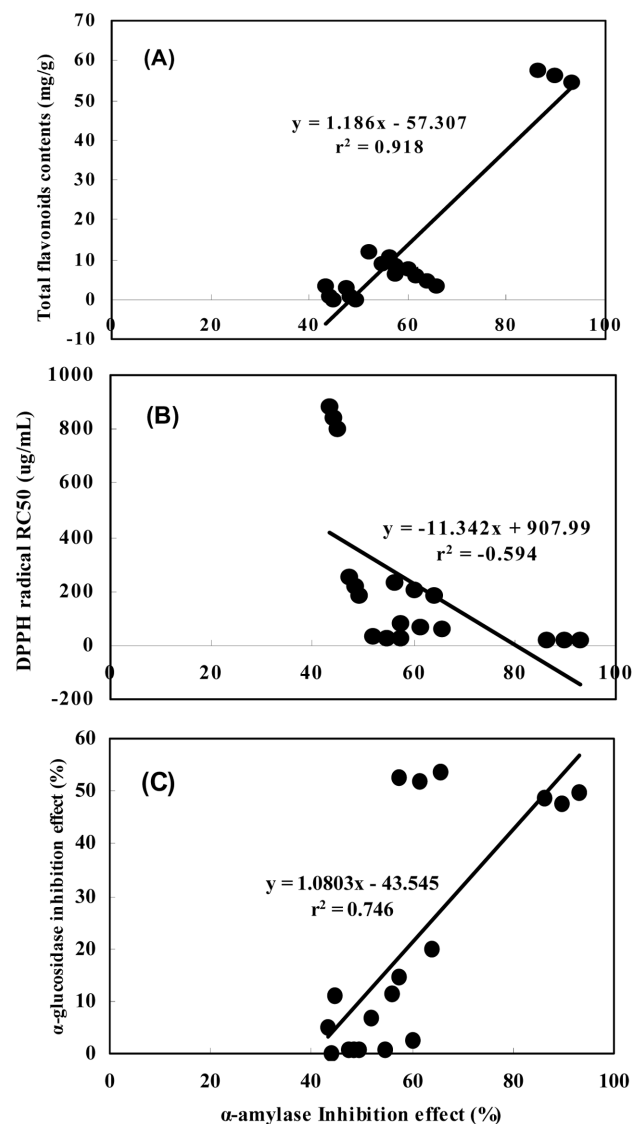 70
60
50
40
30
20
10
0
-10
Total flavonoids contents (mg/g)
(A)
y = 1.186x - 57.307
r² = 0.918
0 20 40 60 80 100
1000
800
600
400
200
0
-200
DPPH radical RC50 (ug/mL)
(B)
y = -11.342x + 907.99
r² = -0.594
0 20 40 60 80 100
60
50
40
30
20
10
0
α-glucosidase inhibition effect (%)
(C)
y = 1.0803x - 43.545
r² = 0.746
0 20 40 60 80 100
α-amylase Inhibition effect (%)